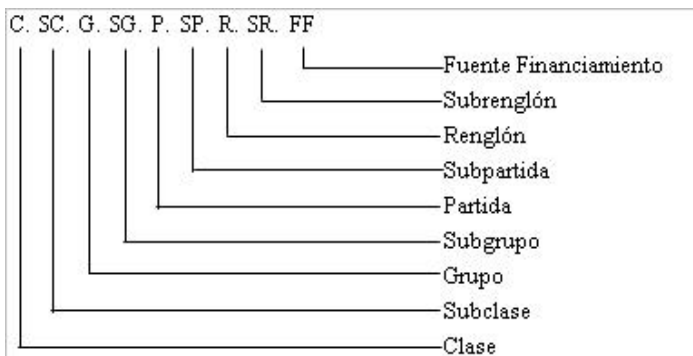 C. SC. G. SG. P. SP. R. SR. FF
Fuente Financiamiento
Subrenglón
Renglón
Subpartida
Partida
Subgrupo
Grupo
Subclase
Clase